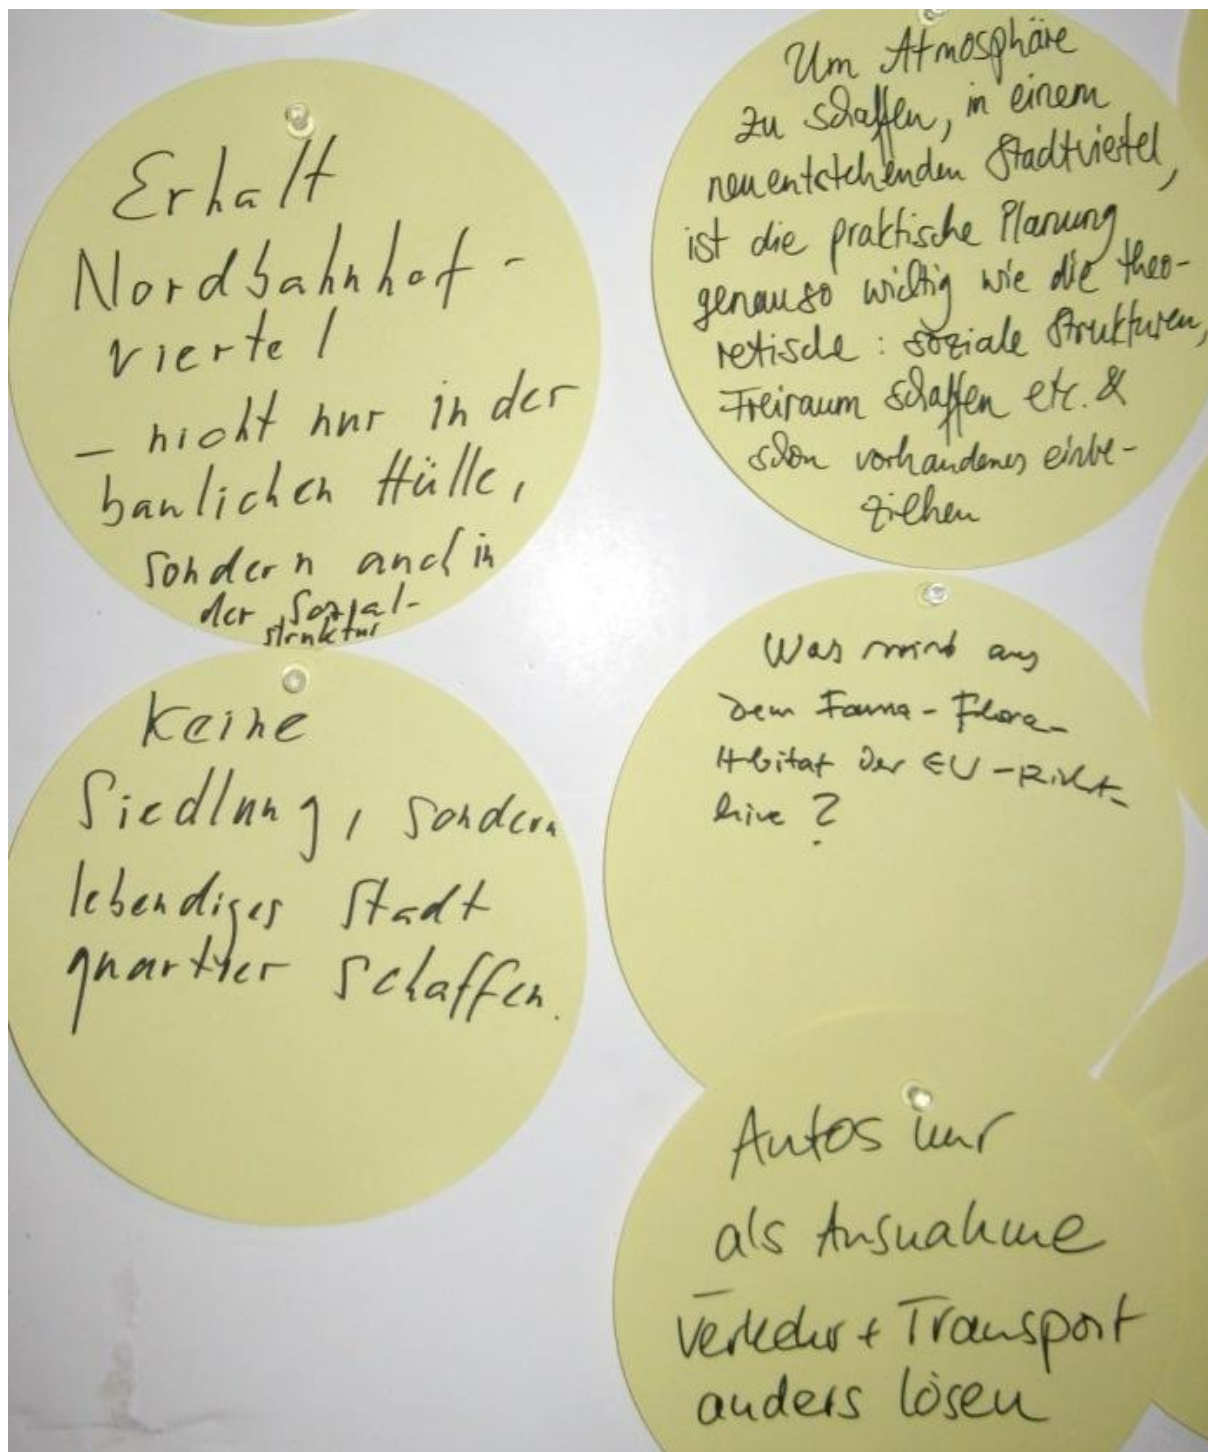 Erhalt
Nordbahnhof-
viertel
– nicht nur in der
baulichen Hülle,
sondern auch in
der Sozial-
struktur
Keine
Siedlung, sondern
lebendiges Stadt
quartier schaffen.
Um Atmosphäre
zu schaffen, in einem
neuentstehenden Stadtviertel,
ist die praktische Planung
genauso wichtig wie die theo-
retische: soziale Strukturen,
Freiraum schaffen etc. &
schon vorhandenes einbe-
ziehen
Was wird aus
dem Fauna-Flora-
Hbitat der EU-Richt-
linie?
Autos nur
als Ausnahme
–
Verkehr + Transport
anders lösen